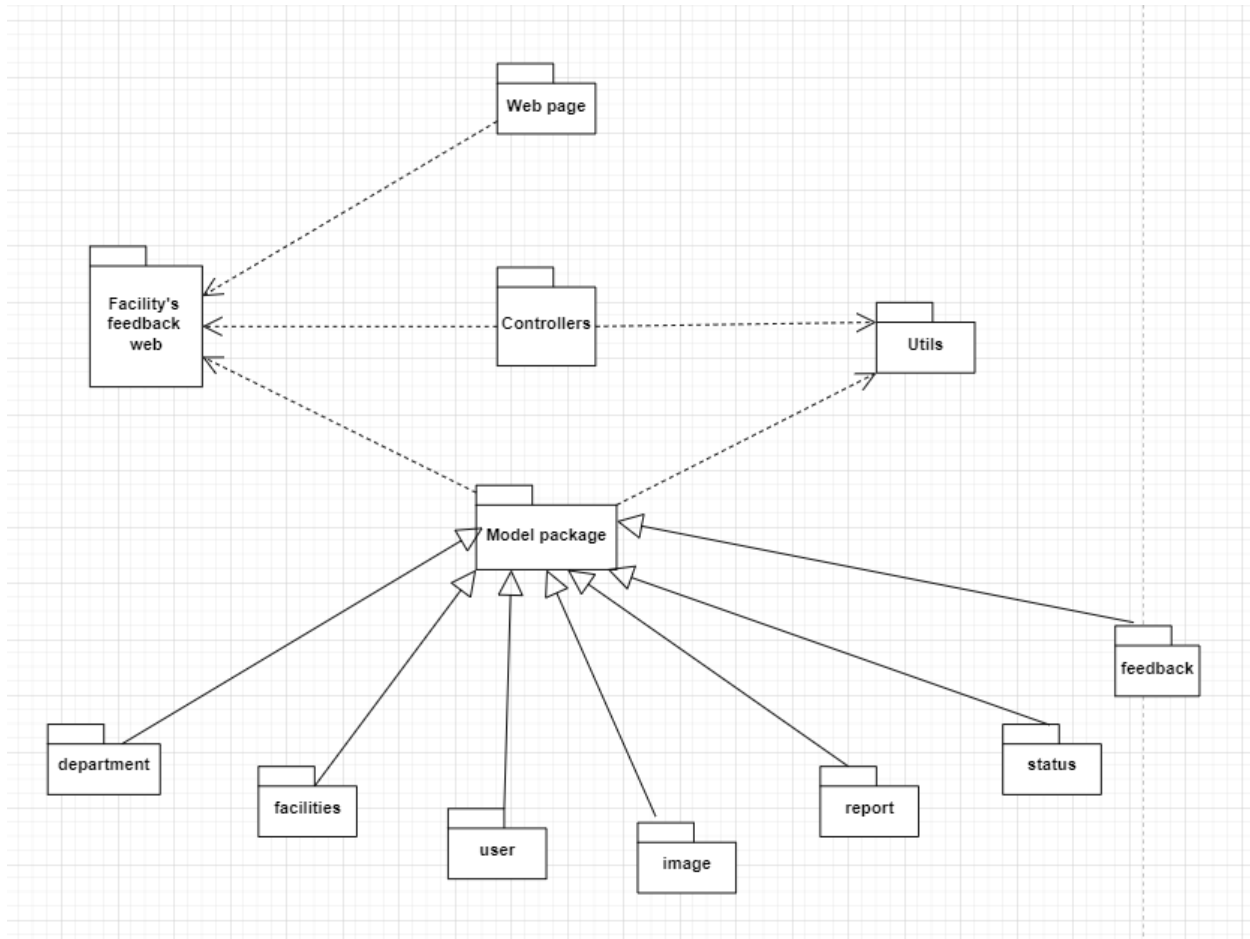 Web page
Facility's
feedback
web
Controllers
Utils
Model package
feedback
department
status
facilities
report
user
image